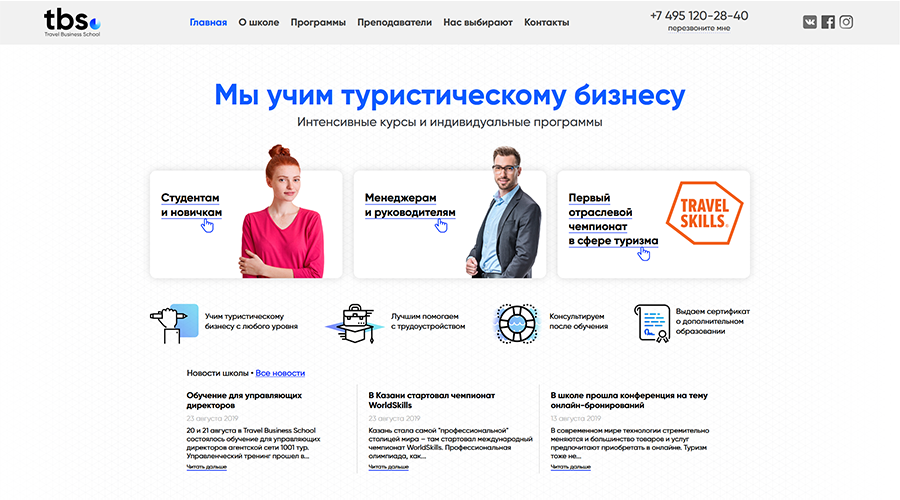 tbs
Travel Business School
Главная О школе Программы Преподаватели Нас выбирают Контакты
+7 495 120-28-40
перезвоните мне
Мы учим туристическому бизнесу
Интенсивные курсы и индивидуальные программы
Студентам
и новичкам
Менеджерам
и руководителям
Первый
отраслевой
чемпионат
в сфере туризма
TRAVEL
SKILLS
Учим туристическому
бизнесу с любого уровня
Лучшим помогаем
с трудоустройством
Консультируем
после обучения
Выдаем сертификат
о дополнительном
образовании
Новости школы • Все новости
Обучение для управляющих
директоров
23 августа 2019
20 и 21 августа в Travel Business School
состоялось обучение для управляющих
директоров агентской сети 1001 тур.
Управленческий тренинг прошел в...
Читать дальше
В Казани стартовал чемпионат
WorldSkills
23 августа 2019
Казань стала самой "профессиональной"
столицей мира – там стартовал международный
чемпионат WorldSkills. Профессиональная
олимпиада, как...
Читать дальше
В школе прошла конференция на тему
онлайн-бронирований
13 августа 2019
В современном мире технологии стремительно
меняются и большинство товаров и услуг
предпочитают приобретать в онлайне. Туризм
тоже не...
Читать дальше